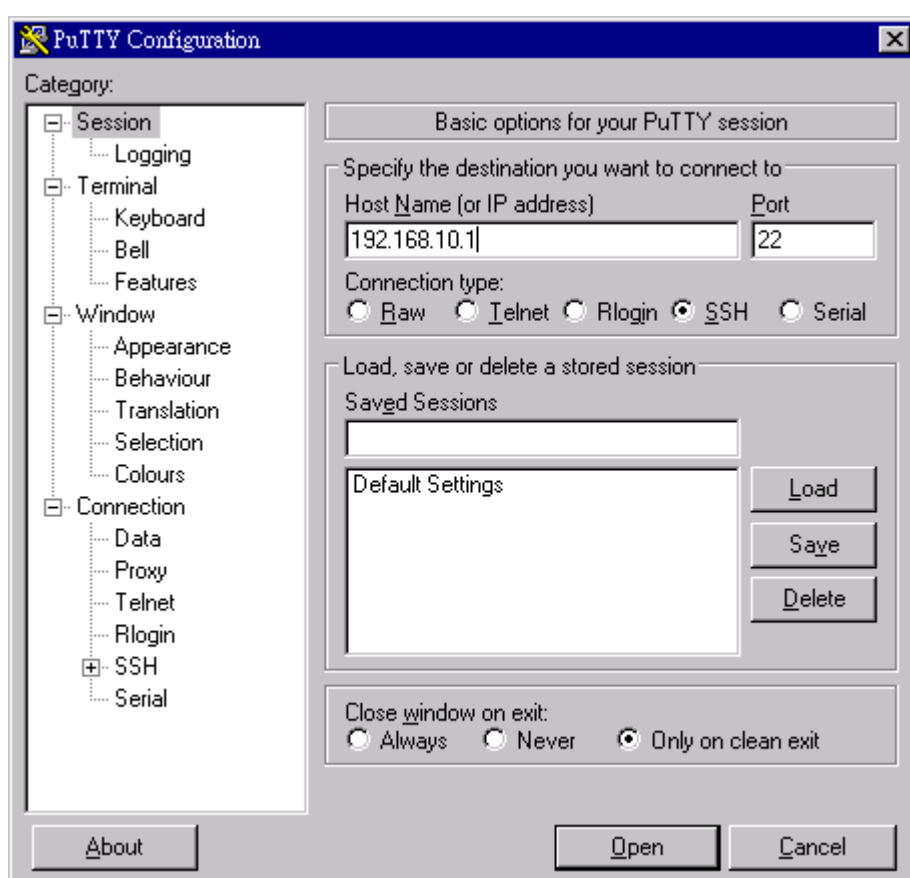 PuTTY Configuration
Category:
Session
Logging
Terminal
Keyboard
Bell
Features
Window
Appearance
Behaviour
Translation
Selection
Colours
Connection
Data
Proxy
Telnet
Rlogin
SSH
Serial
Basic options for your PuTTY session
Specify the destination you want to connect to
Host Name (or IP address) Port
192.168.10.1 22
Connection type:
Raw Telnet Rlogin SSH Serial
Load, save or delete a stored session
Saved Sessions
Default Settings
Load
Save
Delete
Close window on exit:
Always Never Only on clean exit
About Open Cancel